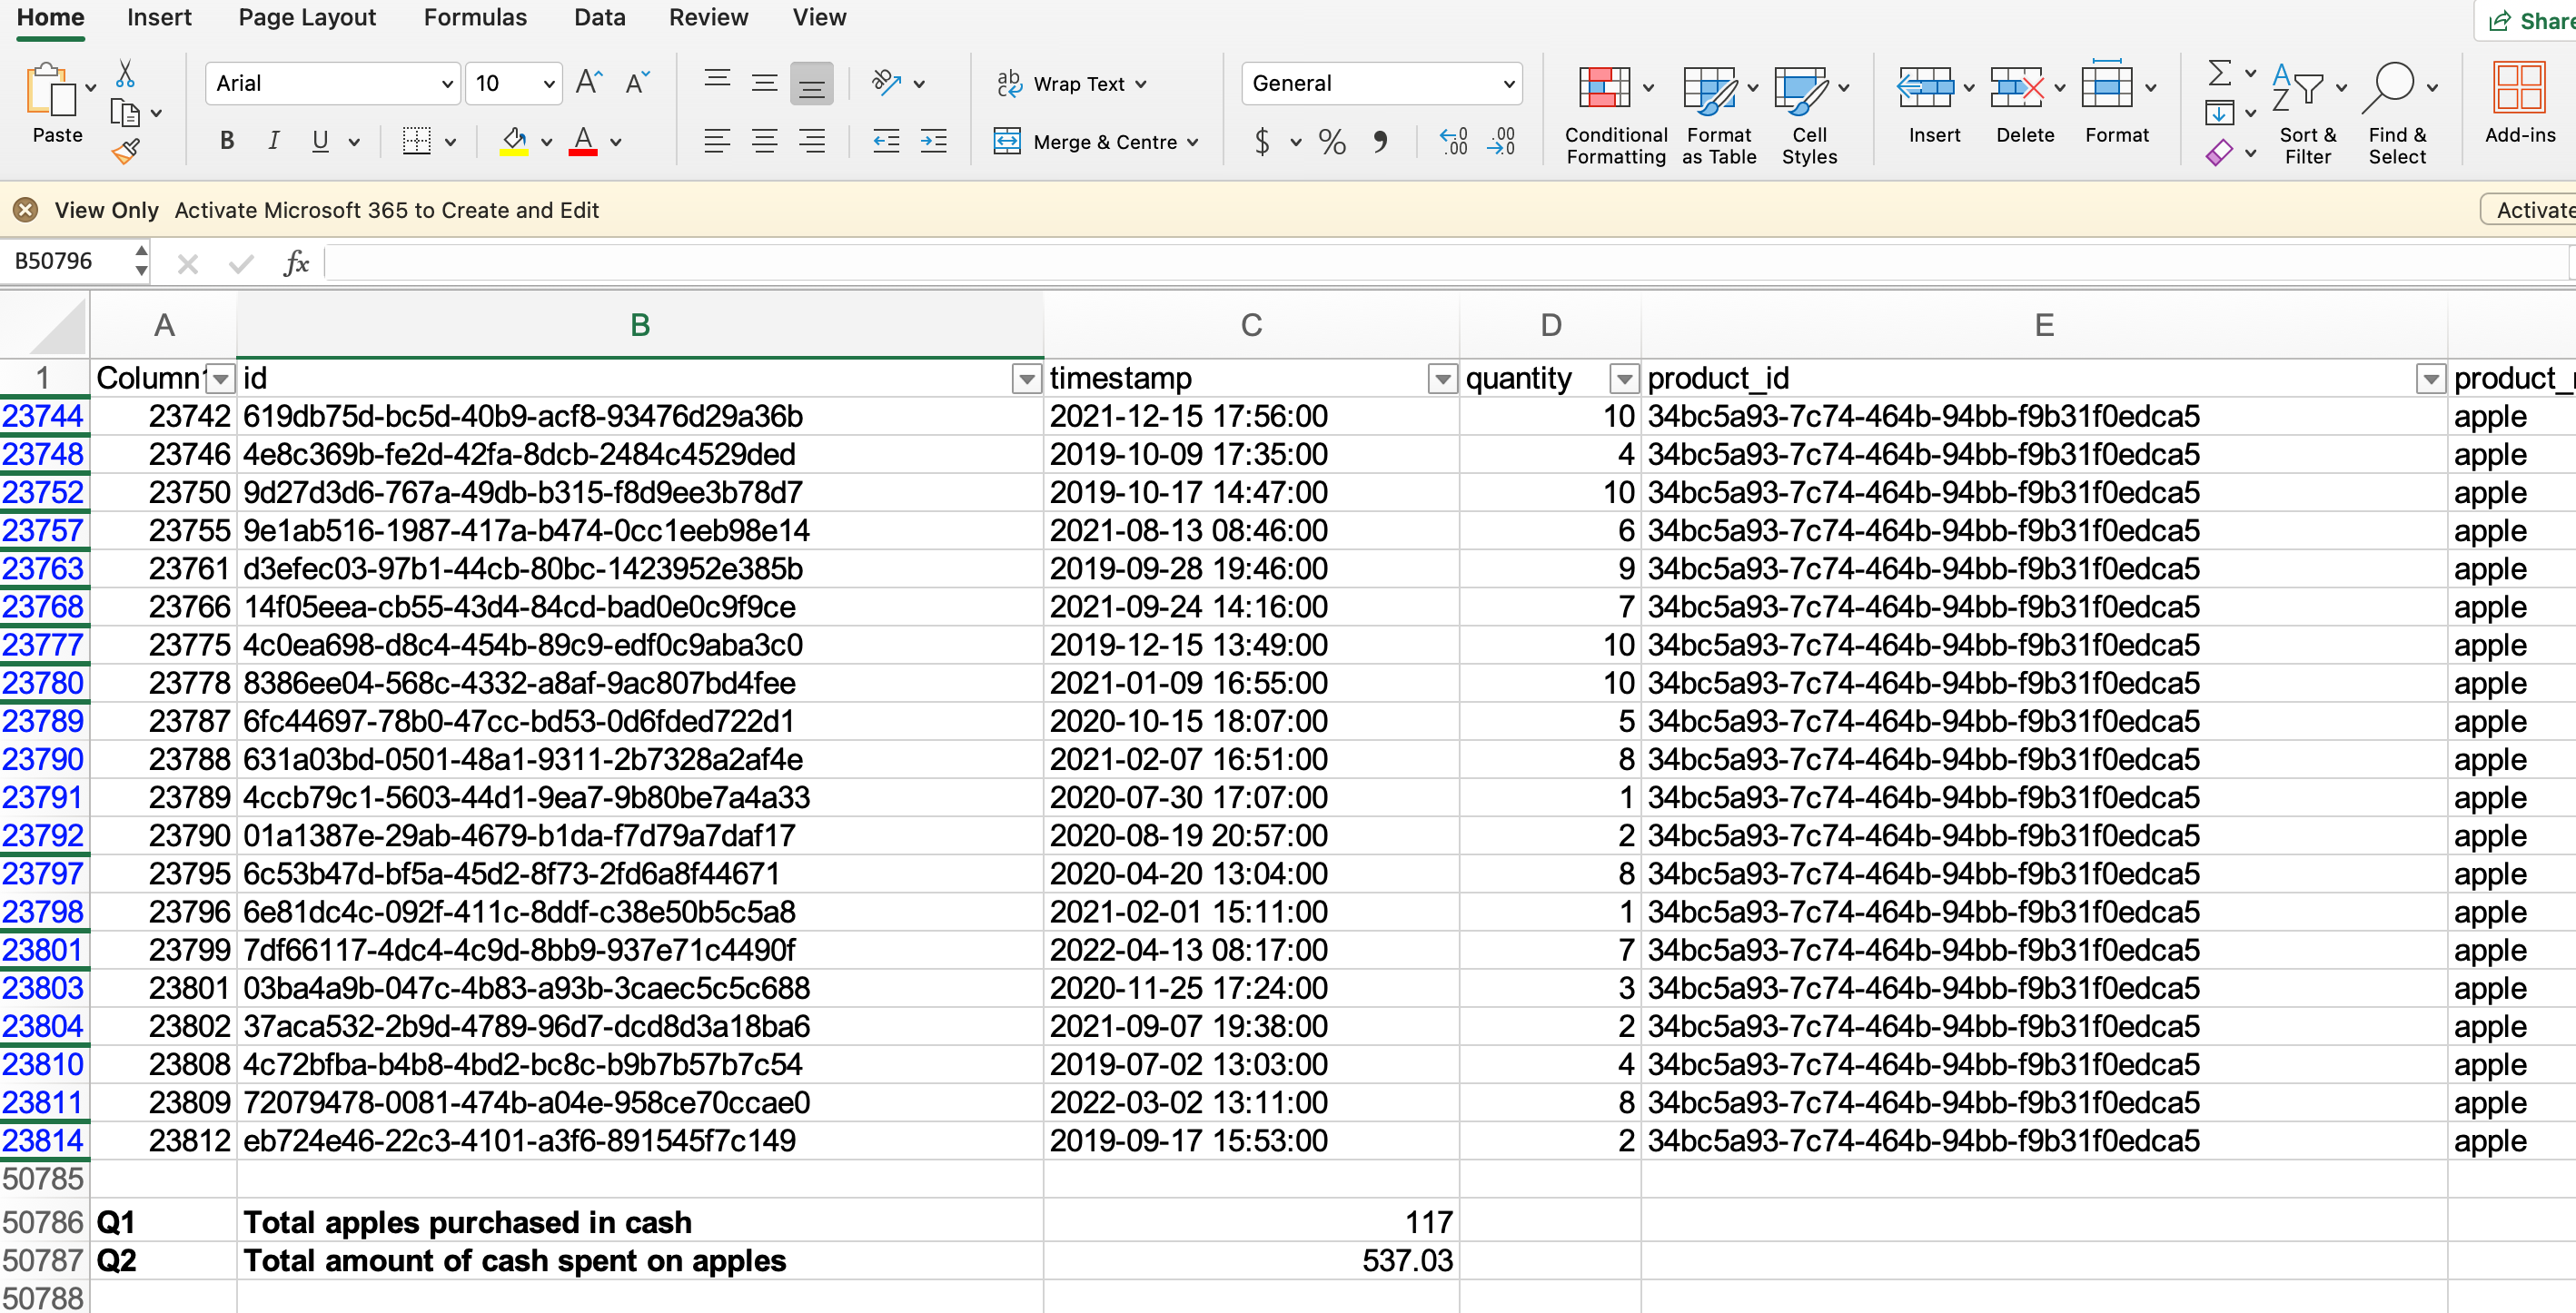 Home Insert Page Layout Formulas Data Review View Share
Arial 10 A A Wrap Text General
Paste B I U A Merge & Centre $ % Conditional Formatting Format as Table Cell Styles Insert Delete Format Sort & Filter Find & Select Add-ins
View Only Activate Microsoft 365 to Create and Edit Activate
B50796 fx
A B C D E
1 Column1 id timestamp quantity product_id product_
23744 23742 619db75d-bc5d-40b9-acf8-93476d29a36b 2021-12-15 17:56:00 10 34bc5a93-7c74-464b-94bb-f9b31f0edca5 apple
23748 23746 4e8c369b-fe2d-42fa-8dcb-2484c4529ded 2019-10-09 17:35:00 4 34bc5a93-7c74-464b-94bb-f9b31f0edca5 apple
23752 23750 9d27d3d6-767a-49db-b315-f8d9ee3b78d7 2019-10-17 14:47:00 10 34bc5a93-7c74-464b-94bb-f9b31f0edca5 apple
23757 23755 9e1ab516-1987-417a-b474-0cc1eeb98e14 2021-08-13 08:46:00 6 34bc5a93-7c74-464b-94bb-f9b31f0edca5 apple
23763 23761 d3efec03-97b1-44cb-80bc-1423952e385b 2019-09-28 19:46:00 9 34bc5a93-7c74-464b-94bb-f9b31f0edca5 apple
23768 23766 14f05eea-cb55-43d4-84cd-bad0e0c9f9ce 2021-09-24 14:16:00 7 34bc5a93-7c74-464b-94bb-f9b31f0edca5 apple
23777 23775 4c0ea698-d8c4-454b-89c9-edf0c9aba3c0 2019-12-15 13:49:00 10 34bc5a93-7c74-464b-94bb-f9b31f0edca5 apple
23780 23778 8386ee04-568c-4332-a8af-9ac807bd4fee 2021-01-09 16:55:00 10 34bc5a93-7c74-464b-94bb-f9b31f0edca5 apple
23789 23787 6fc44697-78b0-47cc-bd53-0d6fded722d1 2020-10-15 18:07:00 5 34bc5a93-7c74-464b-94bb-f9b31f0edca5 apple
23790 23788 631a03bd-0501-48a1-9311-2b7328a2af4e 2021-02-07 16:51:00 8 34bc5a93-7c74-464b-94bb-f9b31f0edca5 apple
23791 23789 4ccb79c1-5603-44d1-9ea7-9b80be7a4a33 2020-07-30 17:07:00 1 34bc5a93-7c74-464b-94bb-f9b31f0edca5 apple
23792 23790 01a1387e-29ab-4679-b1da-f7d79a7daf17 2020-08-19 20:57:00 2 34bc5a93-7c74-464b-94bb-f9b31f0edca5 apple
23797 23795 6c53b47d-bf5a-45d2-8f73-2fd6a8f44671 2020-04-20 13:04:00 8 34bc5a93-7c74-464b-94bb-f9b31f0edca5 apple
23798 23796 6e81dc4c-092f-411c-8ddf-c38e50b5c5a8 2021-02-01 15:11:00 1 34bc5a93-7c74-464b-94bb-f9b31f0edca5 apple
23801 23799 7df66117-4dc4-4c9d-8bb9-937e71c4490f 2022-04-13 08:17:00 7 34bc5a93-7c74-464b-94bb-f9b31f0edca5 apple
23803 23801 03ba4a9b-047c-4b83-a93b-3caec5c5c688 2020-11-25 17:24:00 3 34bc5a93-7c74-464b-94bb-f9b31f0edca5 apple
23804 23802 37aca532-2b9d-4789-96d7-dcd8d3a18ba6 2021-09-07 19:38:00 2 34bc5a93-7c74-464b-94bb-f9b31f0edca5 apple
23810 23808 4c72bfba-b4b8-4bd2-bc8c-b9b7b57b7c54 2019-07-02 13:03:00 4 34bc5a93-7c74-464b-94bb-f9b31f0edca5 apple
23811 23809 72079478-0081-474b-a04e-958ce70ccae0 2022-03-02 13:11:00 8 34bc5a93-7c74-464b-94bb-f9b31f0edca5 apple
23814 23812 eb724e46-22c3-4101-a3f6-891545f7c149 2019-09-17 15:53:00 2 34bc5a93-7c74-464b-94bb-f9b31f0edca5 apple
50785
50786 Q1 Total apples purchased in cash 117
50787 Q2 Total amount of cash spent on apples 537.03
50788